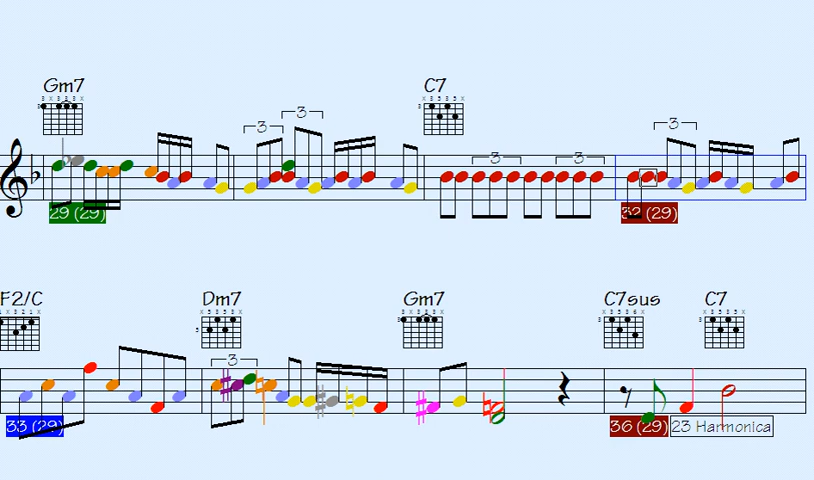 Gm7 C7
3 3 3 3 3
29 (29) 32 (29)
F2/C Dm7 Gm7 C7sus C7
3
33 (29) 36 (29) 23 Harmonica